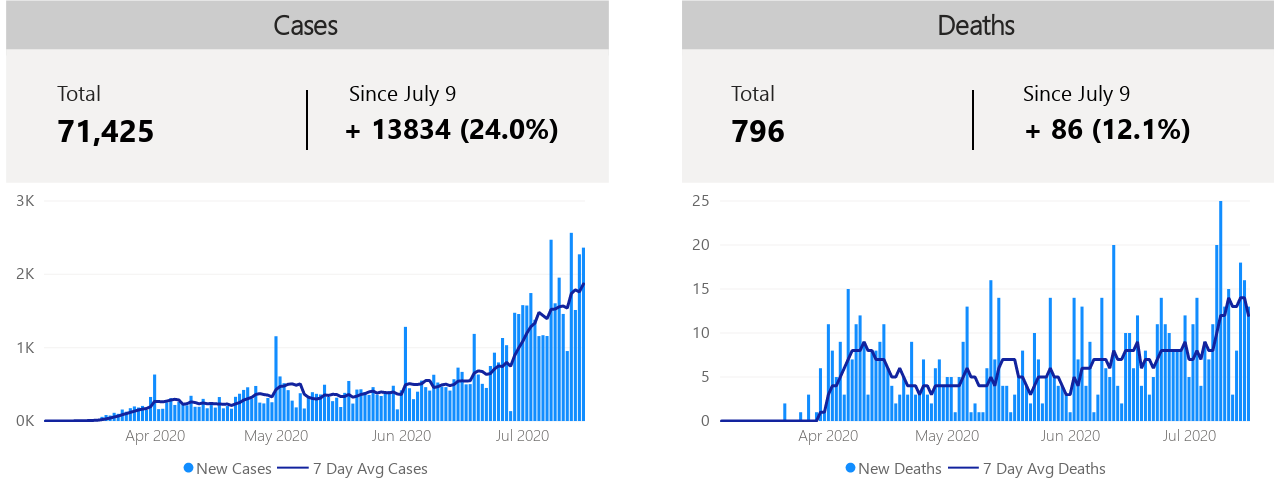 Cases
Total
71,425
Since July 9
+ 13834 (24.0%)
3K
2K
1K
0K
Apr 2020 May 2020 Jun 2020 Jul 2020
New Cases 7 Day Avg Cases
Deaths
Total
796
Since July 9
+ 86 (12.1%)
25
20
15
10
5
0
Apr 2020 May 2020 Jun 2020 Jul 2020
New Deaths 7 Day Avg Deaths